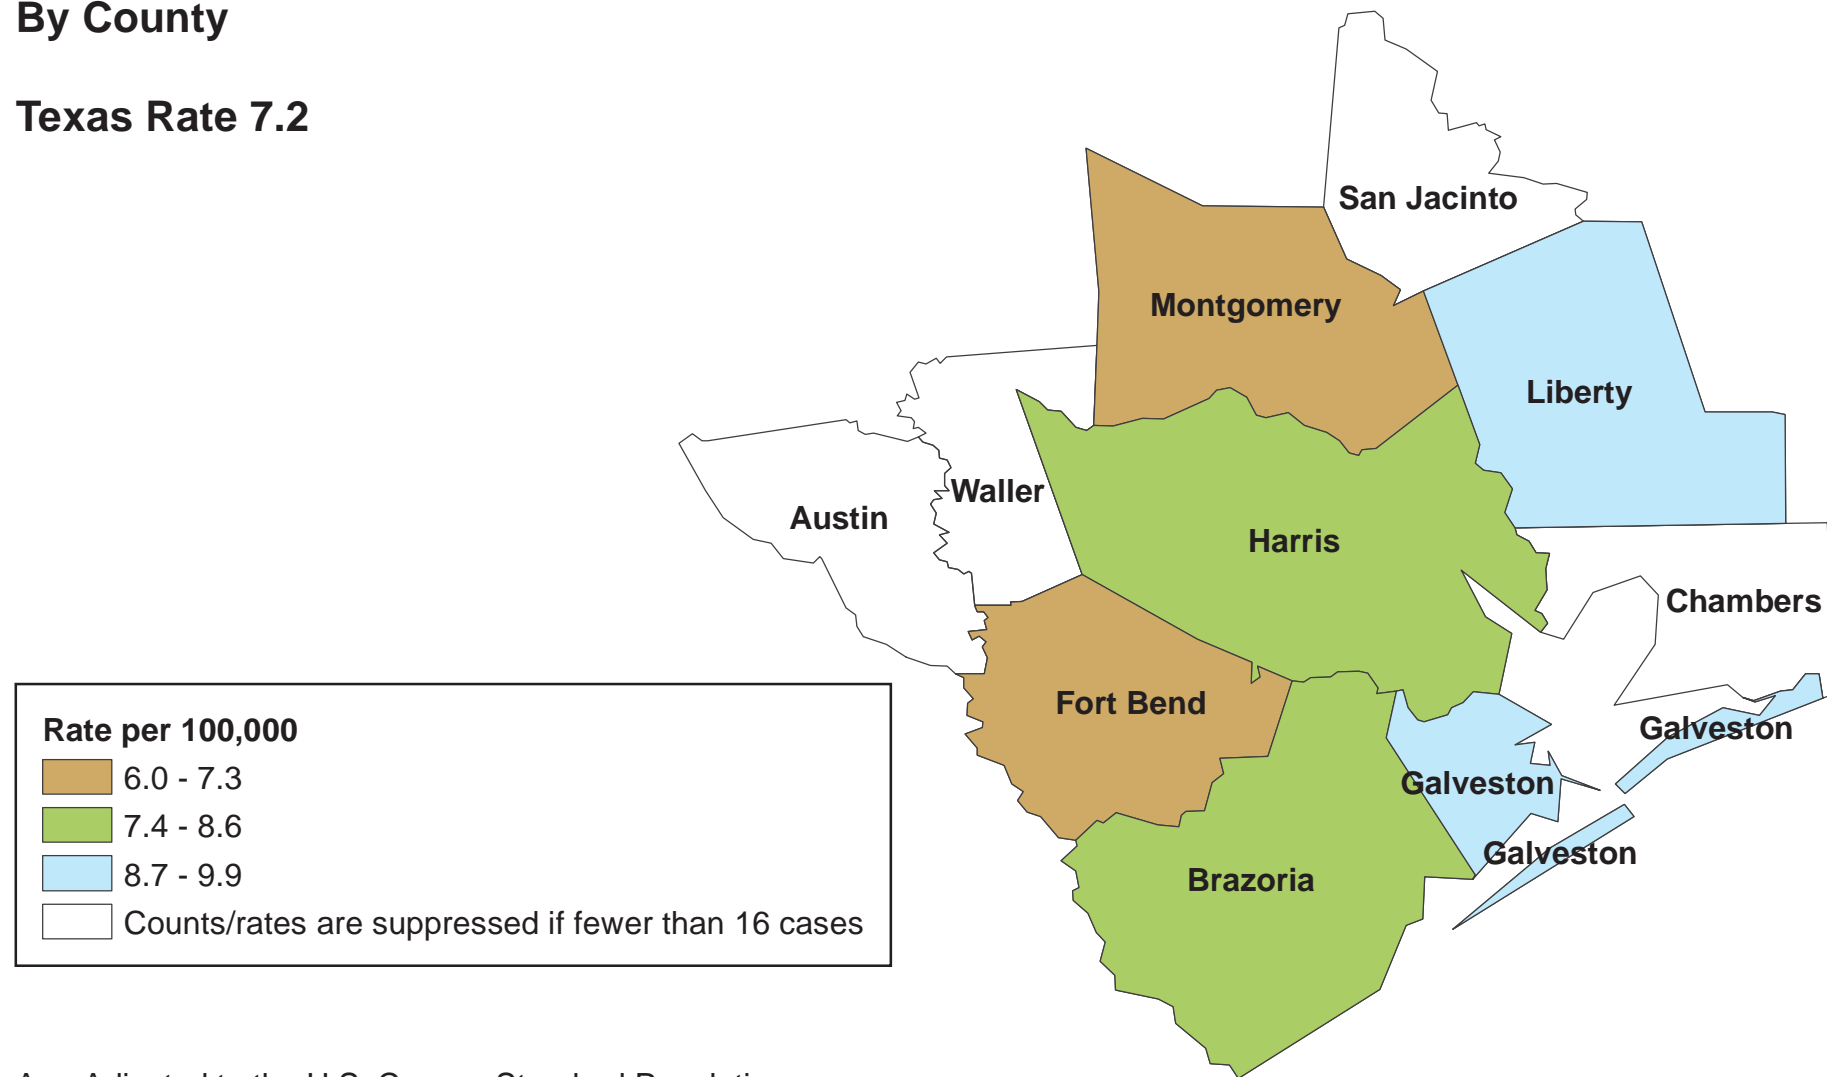 By County
Texas Rate 7.2
San Jacinto
Montgomery
Liberty
Waller
Austin
Harris
Chambers
Fort Bend
Galveston
Galveston
Galveston
Brazoria
Rate per 100,000
6.0 - 7.3
7.4 - 8.6
8.7 - 9.9
Counts/rates are suppressed if fewer than 16 cases